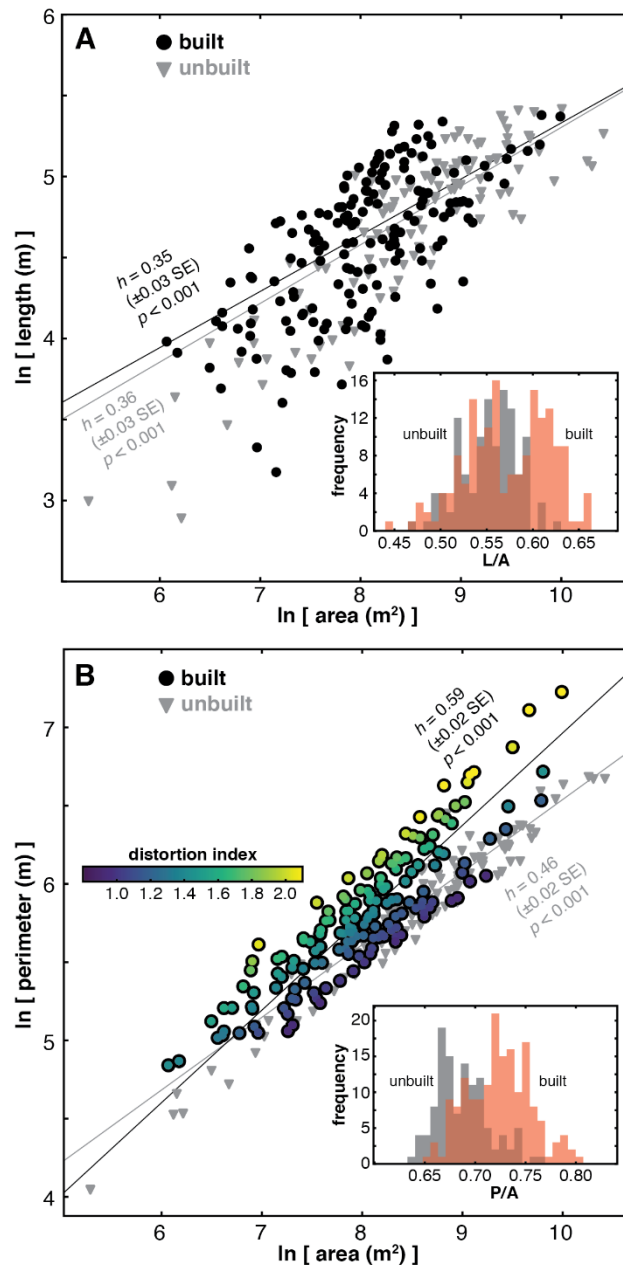 A
built
unbuilt
6
5
4
3
ln [ length (m) ]
h = 0.35
(±0.03 SE)
p < 0.001
h = 0.36
(±0.03 SE)
p < 0.001
16
12
8
4
0
frequency
unbuilt
built
0.45 0.50 0.55 0.60 0.65
L/A
6 7 8 9 10
ln [ area (m²) ]
B
built
unbuilt
7
6
5
4
ln [ perimeter (m) ]
h = 0.59
(±0.02 SE)
p < 0.001
distortion index
1.0 1.2 1.4 1.6 1.8 2.0
h = 0.46
(±0.02 SE)
p < 0.001
20
15
10
5
0
frequency
unbuilt
built
0.65 0.70 0.75 0.80
P/A
6 7 8 9 10
ln [ area (m²) ]